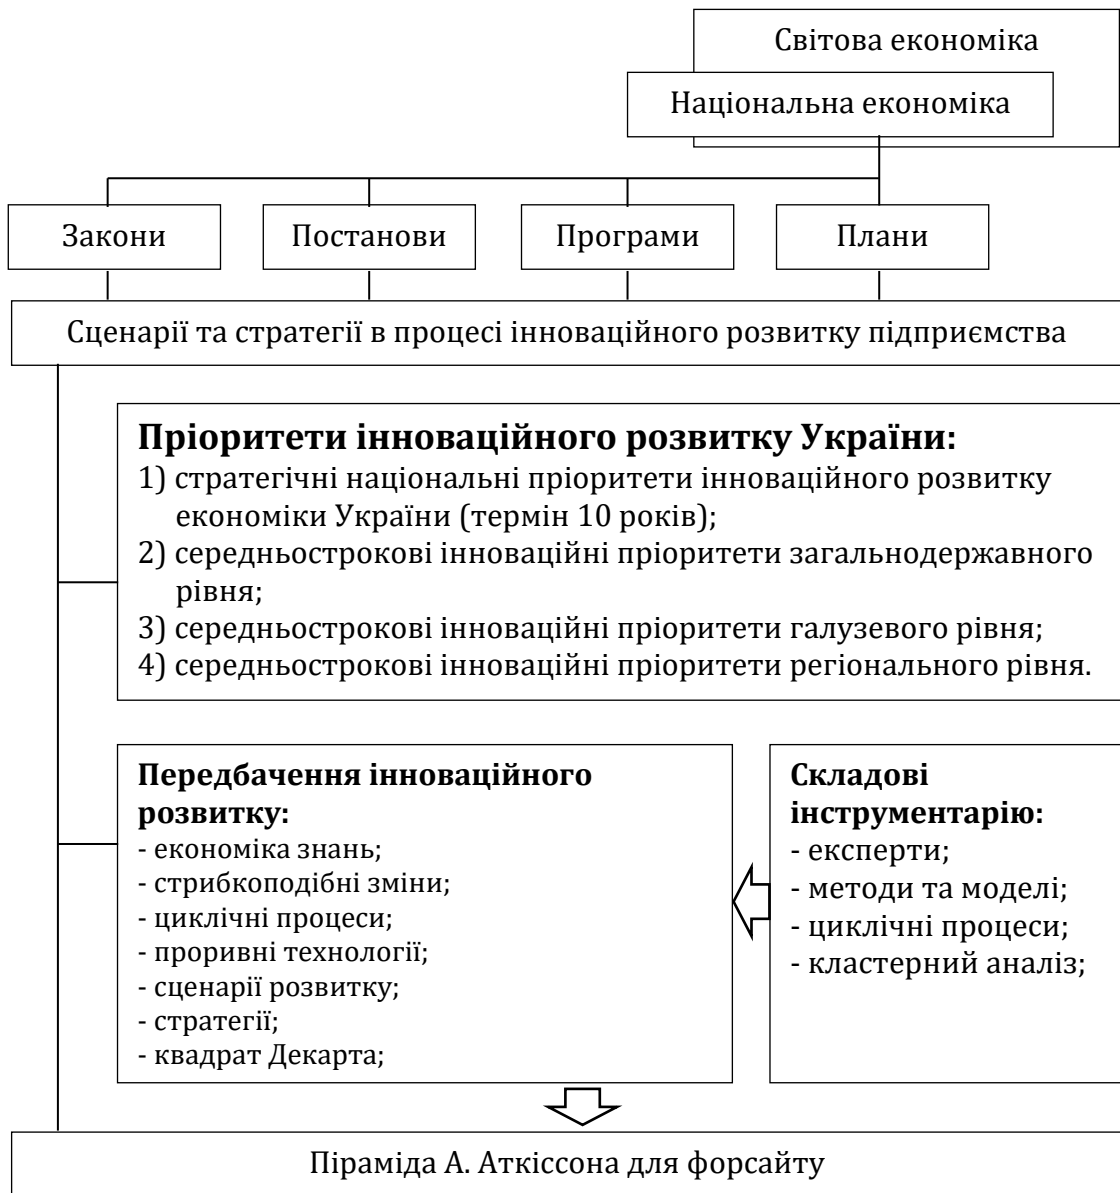 Світова економіка
Національна економіка
Закони
Постанови
Програми
Плани
Сценарії та стратегії в процесі інноваційного розвитку підприємства
Пріоритети інноваційного розвитку України:
1) стратегічні національні пріоритети інноваційного розвитку
економіки України (термін 10 років);
2) середньострокові інноваційні пріоритети загальнодержавного
рівня;
3) середньострокові інноваційні пріоритети галузевого рівня;
4) середньострокові інноваційні пріоритети регіонального рівня.
Передбачення інноваційного
розвитку:
- економіка знань;
- стрибкоподібні зміни;
- циклічні процеси;
- проривні технології;
- сценарії розвитку;
- стратегії;
- квадрат Декарта;
Складові
інструментарію:
- експерти;
- методи та моделі;
- циклічні процеси;
- кластерний аналіз;
Піраміда А. Аткіссона для форсайту